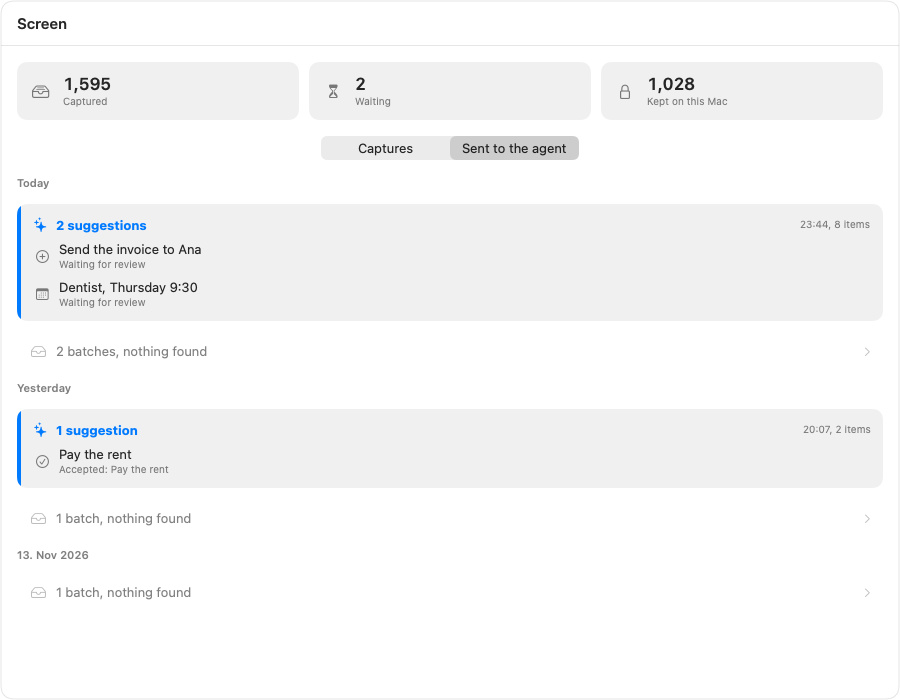 Screen
1,595
Captured
2
Waiting
1,028
Kept on this Mac
Captures
Sent to the agent
Today
2 suggestions
23:44, 8 items
Send the invoice to Ana
Waiting for review
Dentist, Thursday 9:30
Waiting for review
2 batches, nothing found
Yesterday
1 suggestion
20:07, 2 items
Pay the rent
Accepted: Pay the rent
1 batch, nothing found
13. Nov 2026
1 batch, nothing found